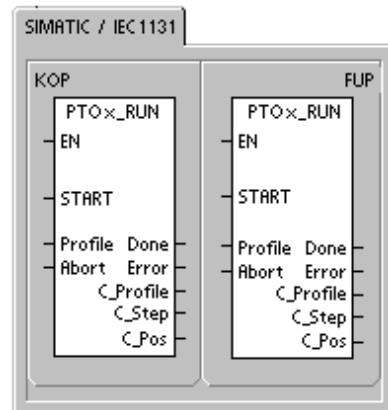 SIMATIC / IEC1131
KOP
PTOx_RUN
EN
START
Profile Done
Abort Error
C_Profile
C_Step
C_Pos
FUP
PTOx_RUN
EN
START
Profile Done
Abort Error
C_Profile
C_Step
C_Pos